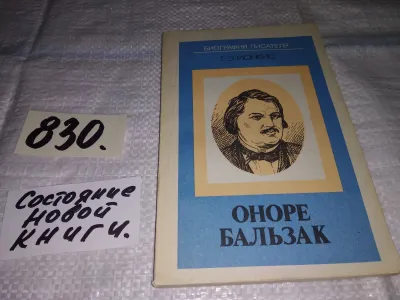 830.
Состояние
новой
книги.
БИОГРАФИЯ ПИСАТЕЛЯ
ОНОРЕ
БАЛЬЗАК